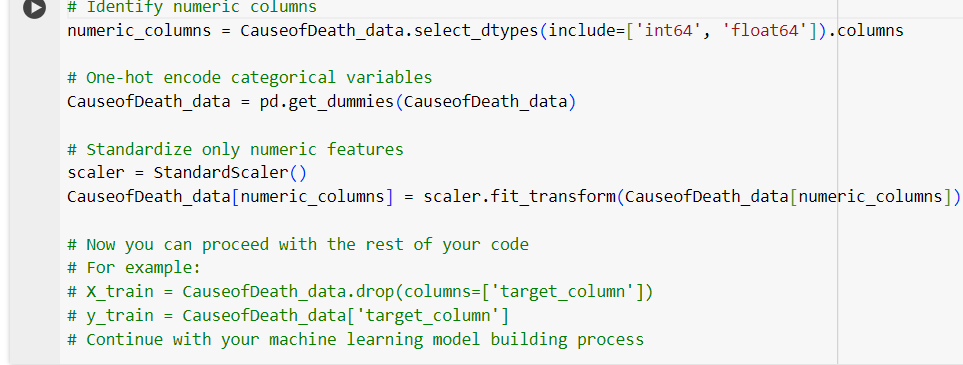 # Identify numeric columns
numeric_columns = CauseofDeath_data.select_dtypes(include=['int64', 'float64']).columns
# One-hot encode categorical variables
CauseofDeath_data = pd.get_dummies(CauseofDeath_data)
# Standardize only numeric features
scaler = StandardScaler()
CauseofDeath_data[numeric_columns] = scaler.fit_transform(CauseofDeath_data[numeric_columns])
# Now you can proceed with the rest of your code
# For example:
# X_train = CauseofDeath_data.drop(columns=['target_column'])
# y_train = CauseofDeath_data['target_column']
# Continue with your machine learning model building process